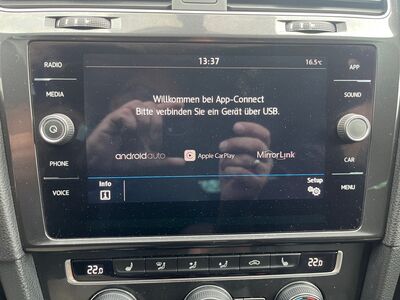 13:37
16.5°C
RADIO
APP
MEDIA
SOUND
Willkommen bei App-Connect
Bitte verbinden Sie ein Gerät über USB.
androidauto
Apple CarPlay
MirrorLink
PHONE
CAR
VOICE
MENU
Info
Setup
22.0
22.0